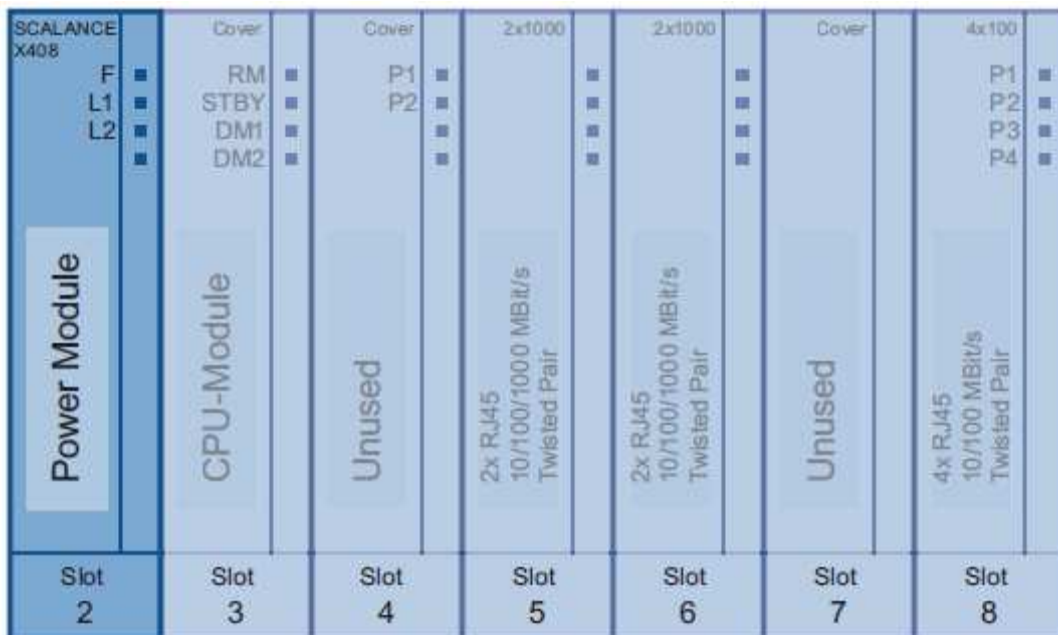 SCALANCE
X408
F
L1
L2
Power Module
Slot
2
Cover
RM
STBY
DM1
DM2
CPU-Module
Slot
3
Cover
P1
P2
Unused
Slot
4
2x1000
2x RJ45
10/100/1000 MBit/s
Twisted Pair
Slot
5
2x1000
2x RJ45
10/100/1000 MBit/s
Twisted Pair
Slot
6
Cover
Unused
Slot
7
4x100
P1
P2
P3
P4
4x RJ45
10/100 MBit/s
Twisted Pair
Slot
8